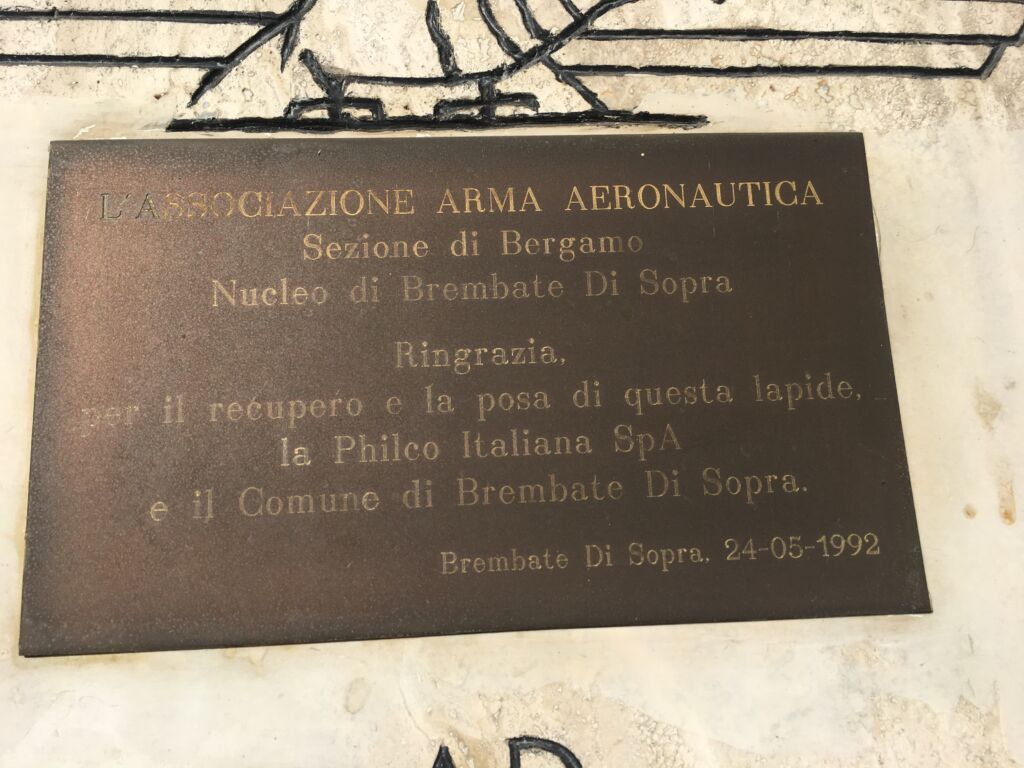 L'ASSOCIAZIONE ARMA AERONAUTICA
Sezione di Bergamo
Nucleo di Brembate Di Sopra
Ringrazia,
per il recupero e la posa di questa lapide,
la Philco Italiana SpA
e il Comune di Brembate Di Sopra.
Brembate Di Sopra, 24-05-1992